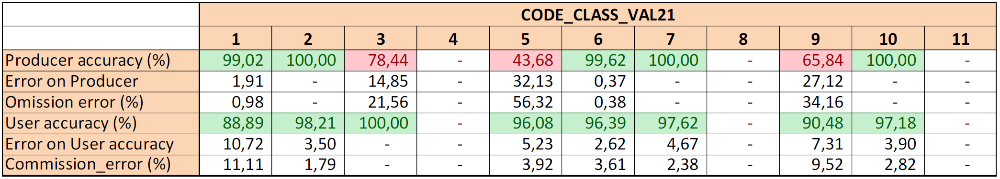 CODE_CLASS_VAL21
1 2 3 4 5 6 7 8 9 10 11
Producer accuracy (%) 99,02 100,00 78,44 - 43,68 99,62 100,00 - 65,84 100,00 -
Error on Producer 1,91 - 14,85 - 32,13 0,37 - - 27,12 - -
Omission error (%) 0,98 - 21,56 - 56,32 0,38 - - 34,16 - -
User accuracy (%) 88,89 98,21 100,00 - 96,08 96,39 97,62 - 90,48 97,18 -
Error on User accuracy 10,72 3,50 - - 5,23 2,62 4,67 - 7,31 3,90 -
Commission_error (%) 11,11 1,79 - - 3,92 3,61 2,38 - 9,52 2,82 -